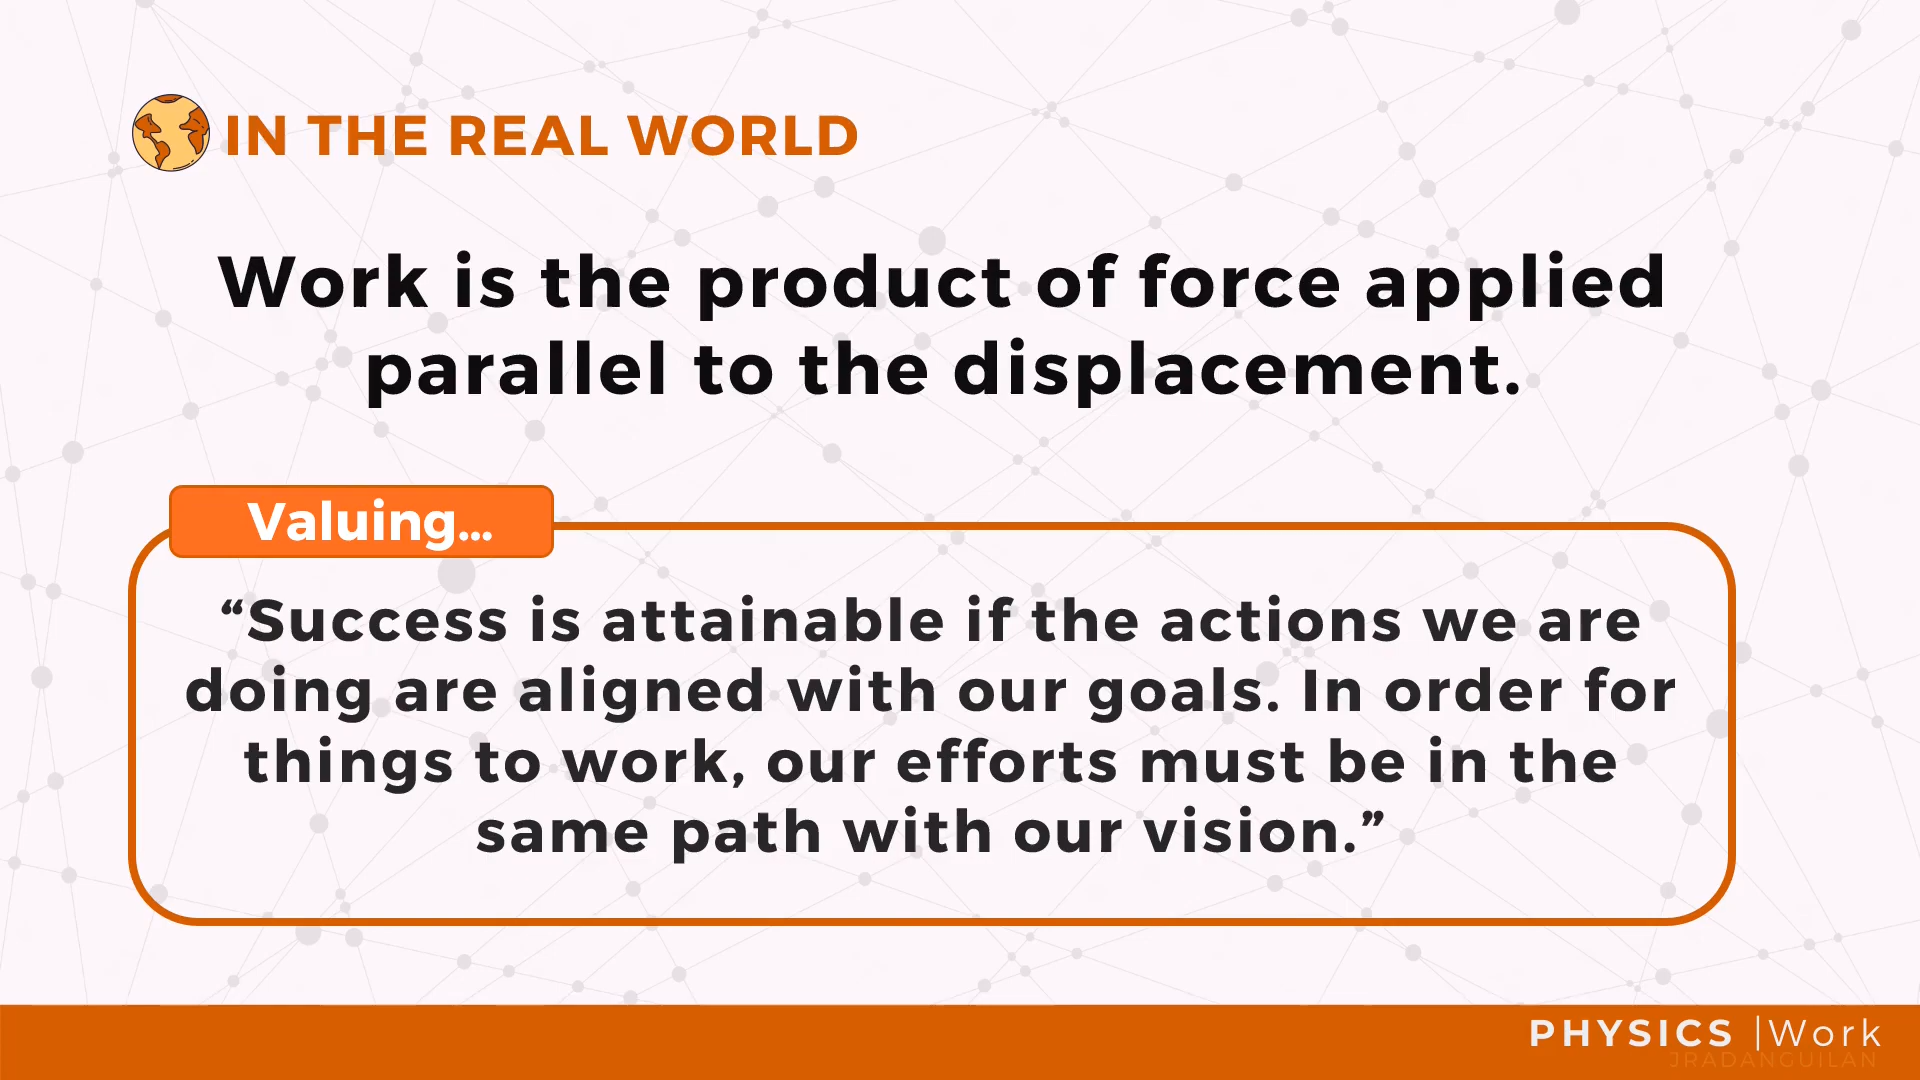 IN THE REAL WORLD
Work is the product of force applied
parallel to the displacement.
Valuing...
“Success is attainable if the actions we are
doing are aligned with our goals. In order for
things to work, our efforts must be in the
same path with our vision.”
PHYSICS |Work
JRADANGUILAN